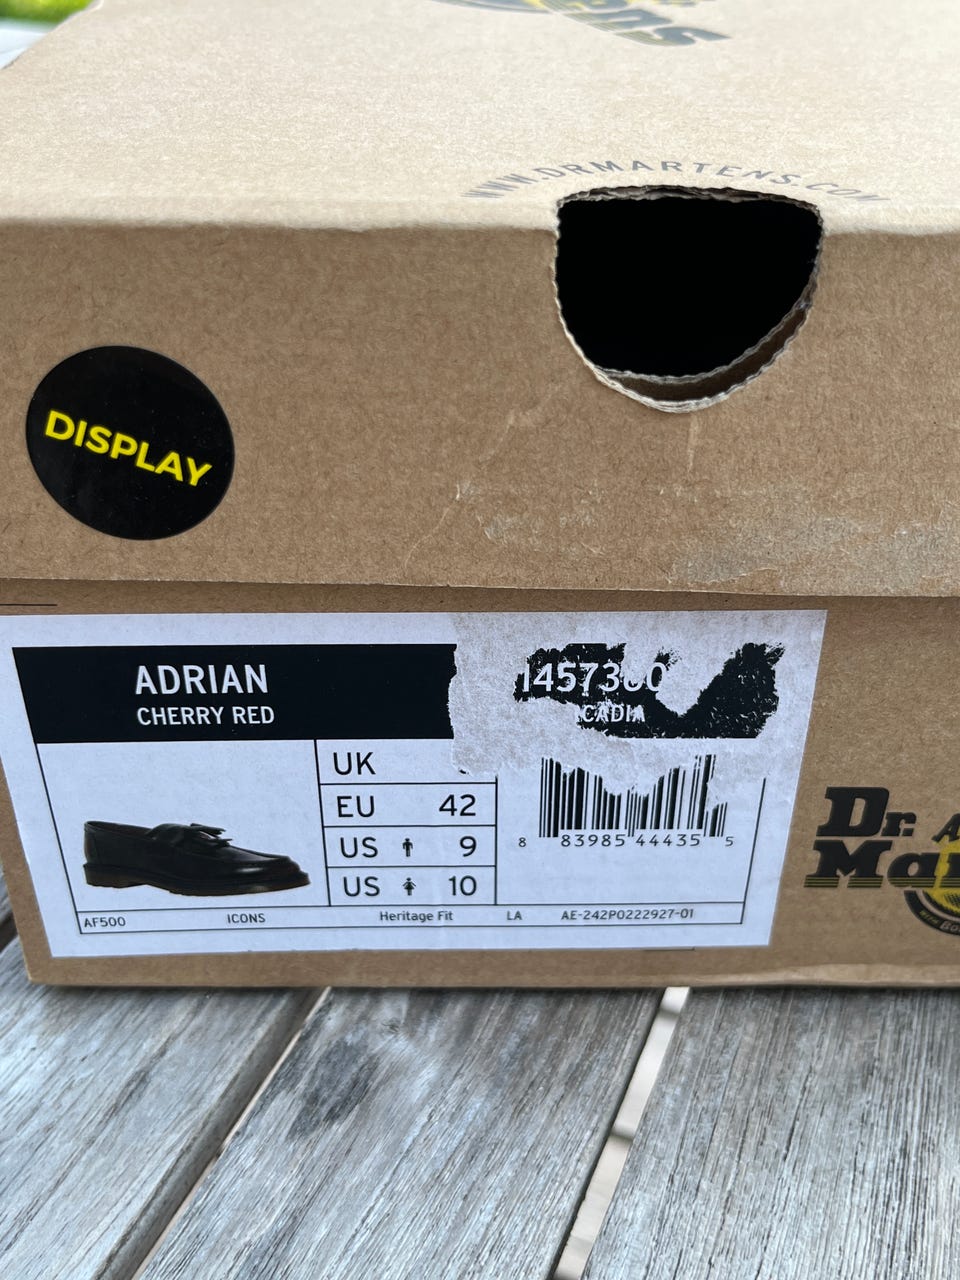 WWW.DRMARTENS.COM
DISPLAY
ADRIAN
CHERRY RED
UK
EU 42
US 9
US 10
8 83985 44435 5
AF500 ICONS Heritage Fit LA AE-242P0222927-01
Dr.